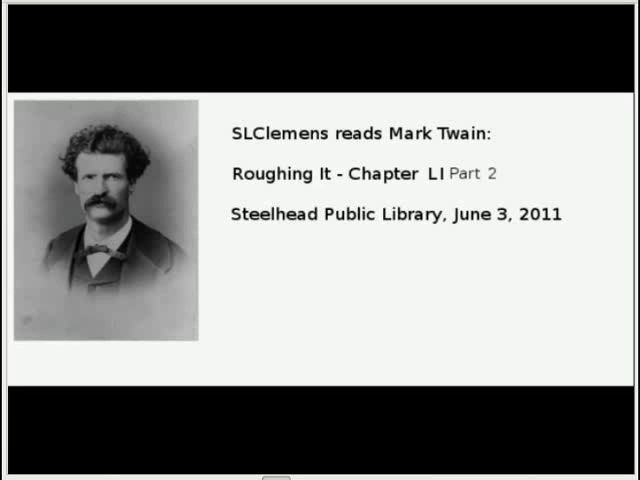 SLClemens reads Mark Twain:
Roughing It - Chapter LI Part 2
Steelhead Public Library, June 3, 2011